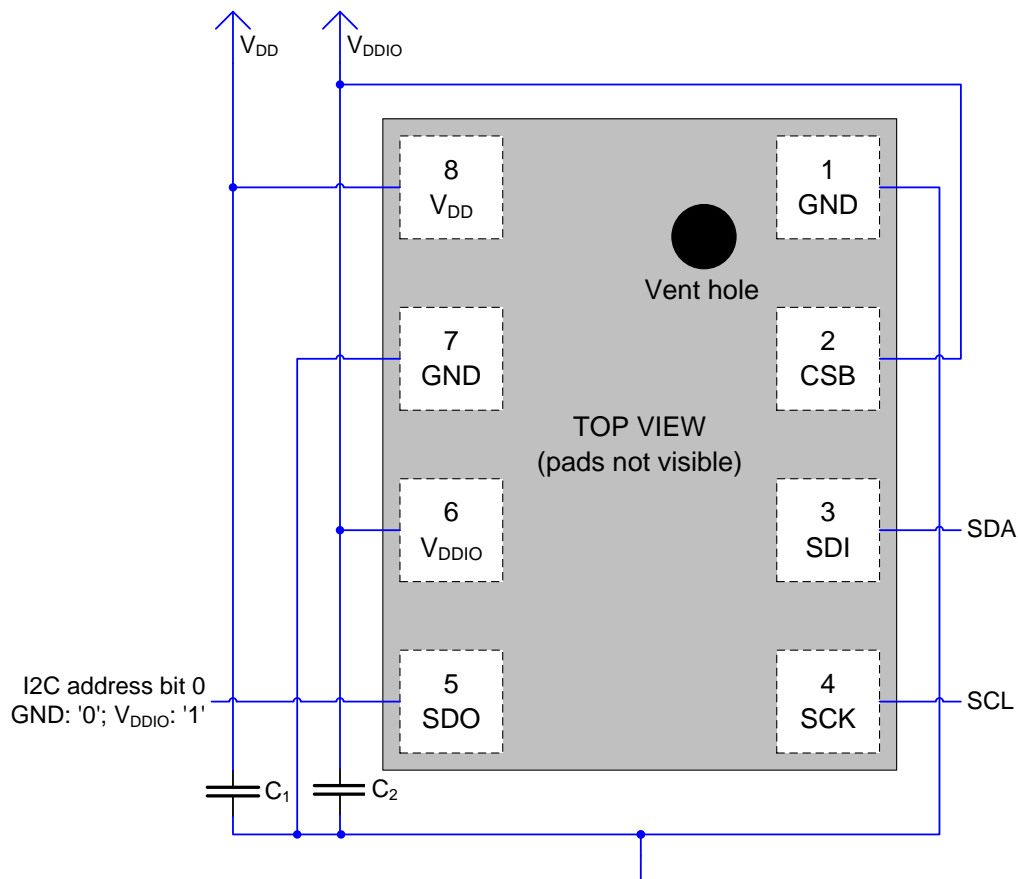 VDD
VDDIO
8
VDD
1
GND
Vent hole
7
GND
2
CSB
TOP VIEW
(pads not visible)
6
VDDIO
3
SDI
SDA
I2C address bit 0
GND: '0'; VDDIO: '1'
5
SDO
4
SCK
SCL
C1
C2